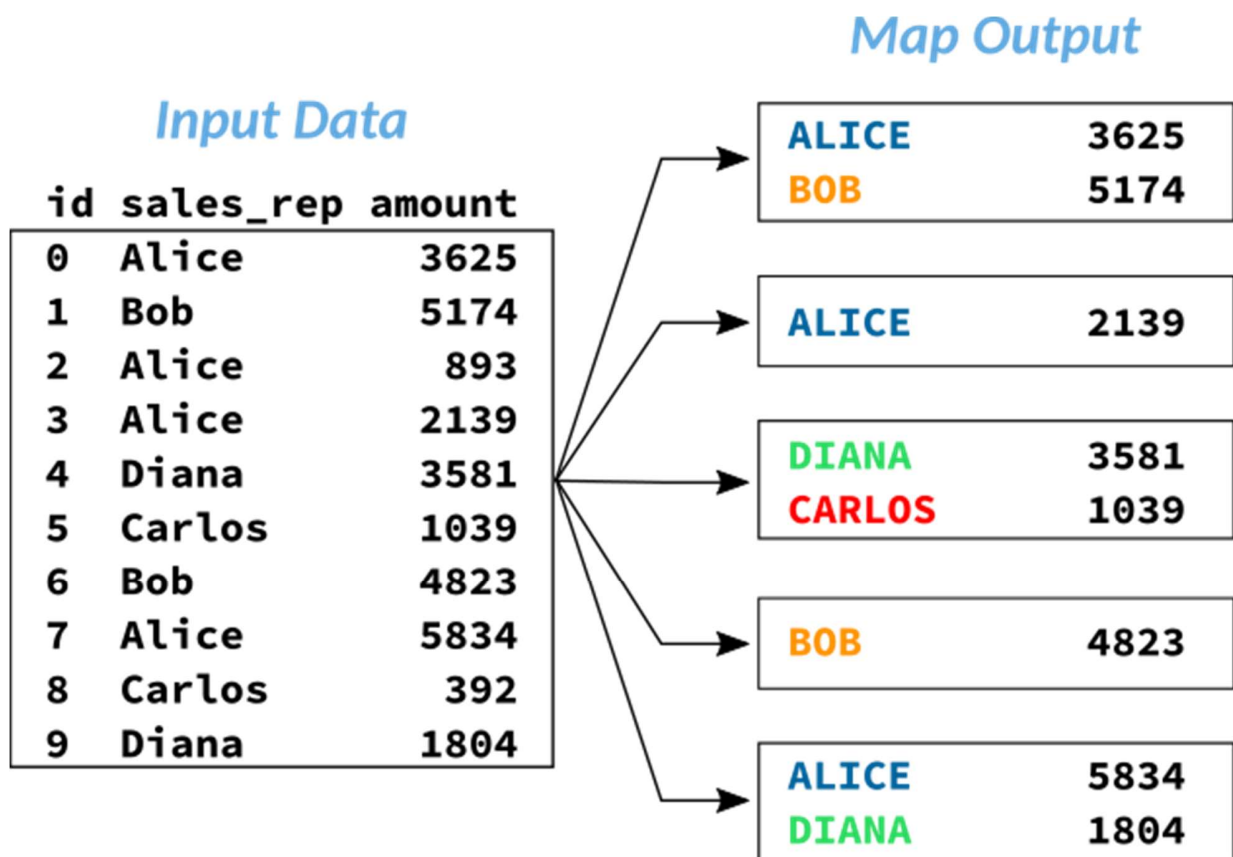 Input Data
id sales_rep amount
0 Alice 3625
1 Bob 5174
2 Alice 893
3 Alice 2139
4 Diana 3581
5 Carlos 1039
6 Bob 4823
7 Alice 5834
8 Carlos 392
9 Diana 1804
Map Output
ALICE 3625
BOB 5174
ALICE 2139
DIANA 3581
CARLOS 1039
BOB 4823
ALICE 5834
DIANA 1804